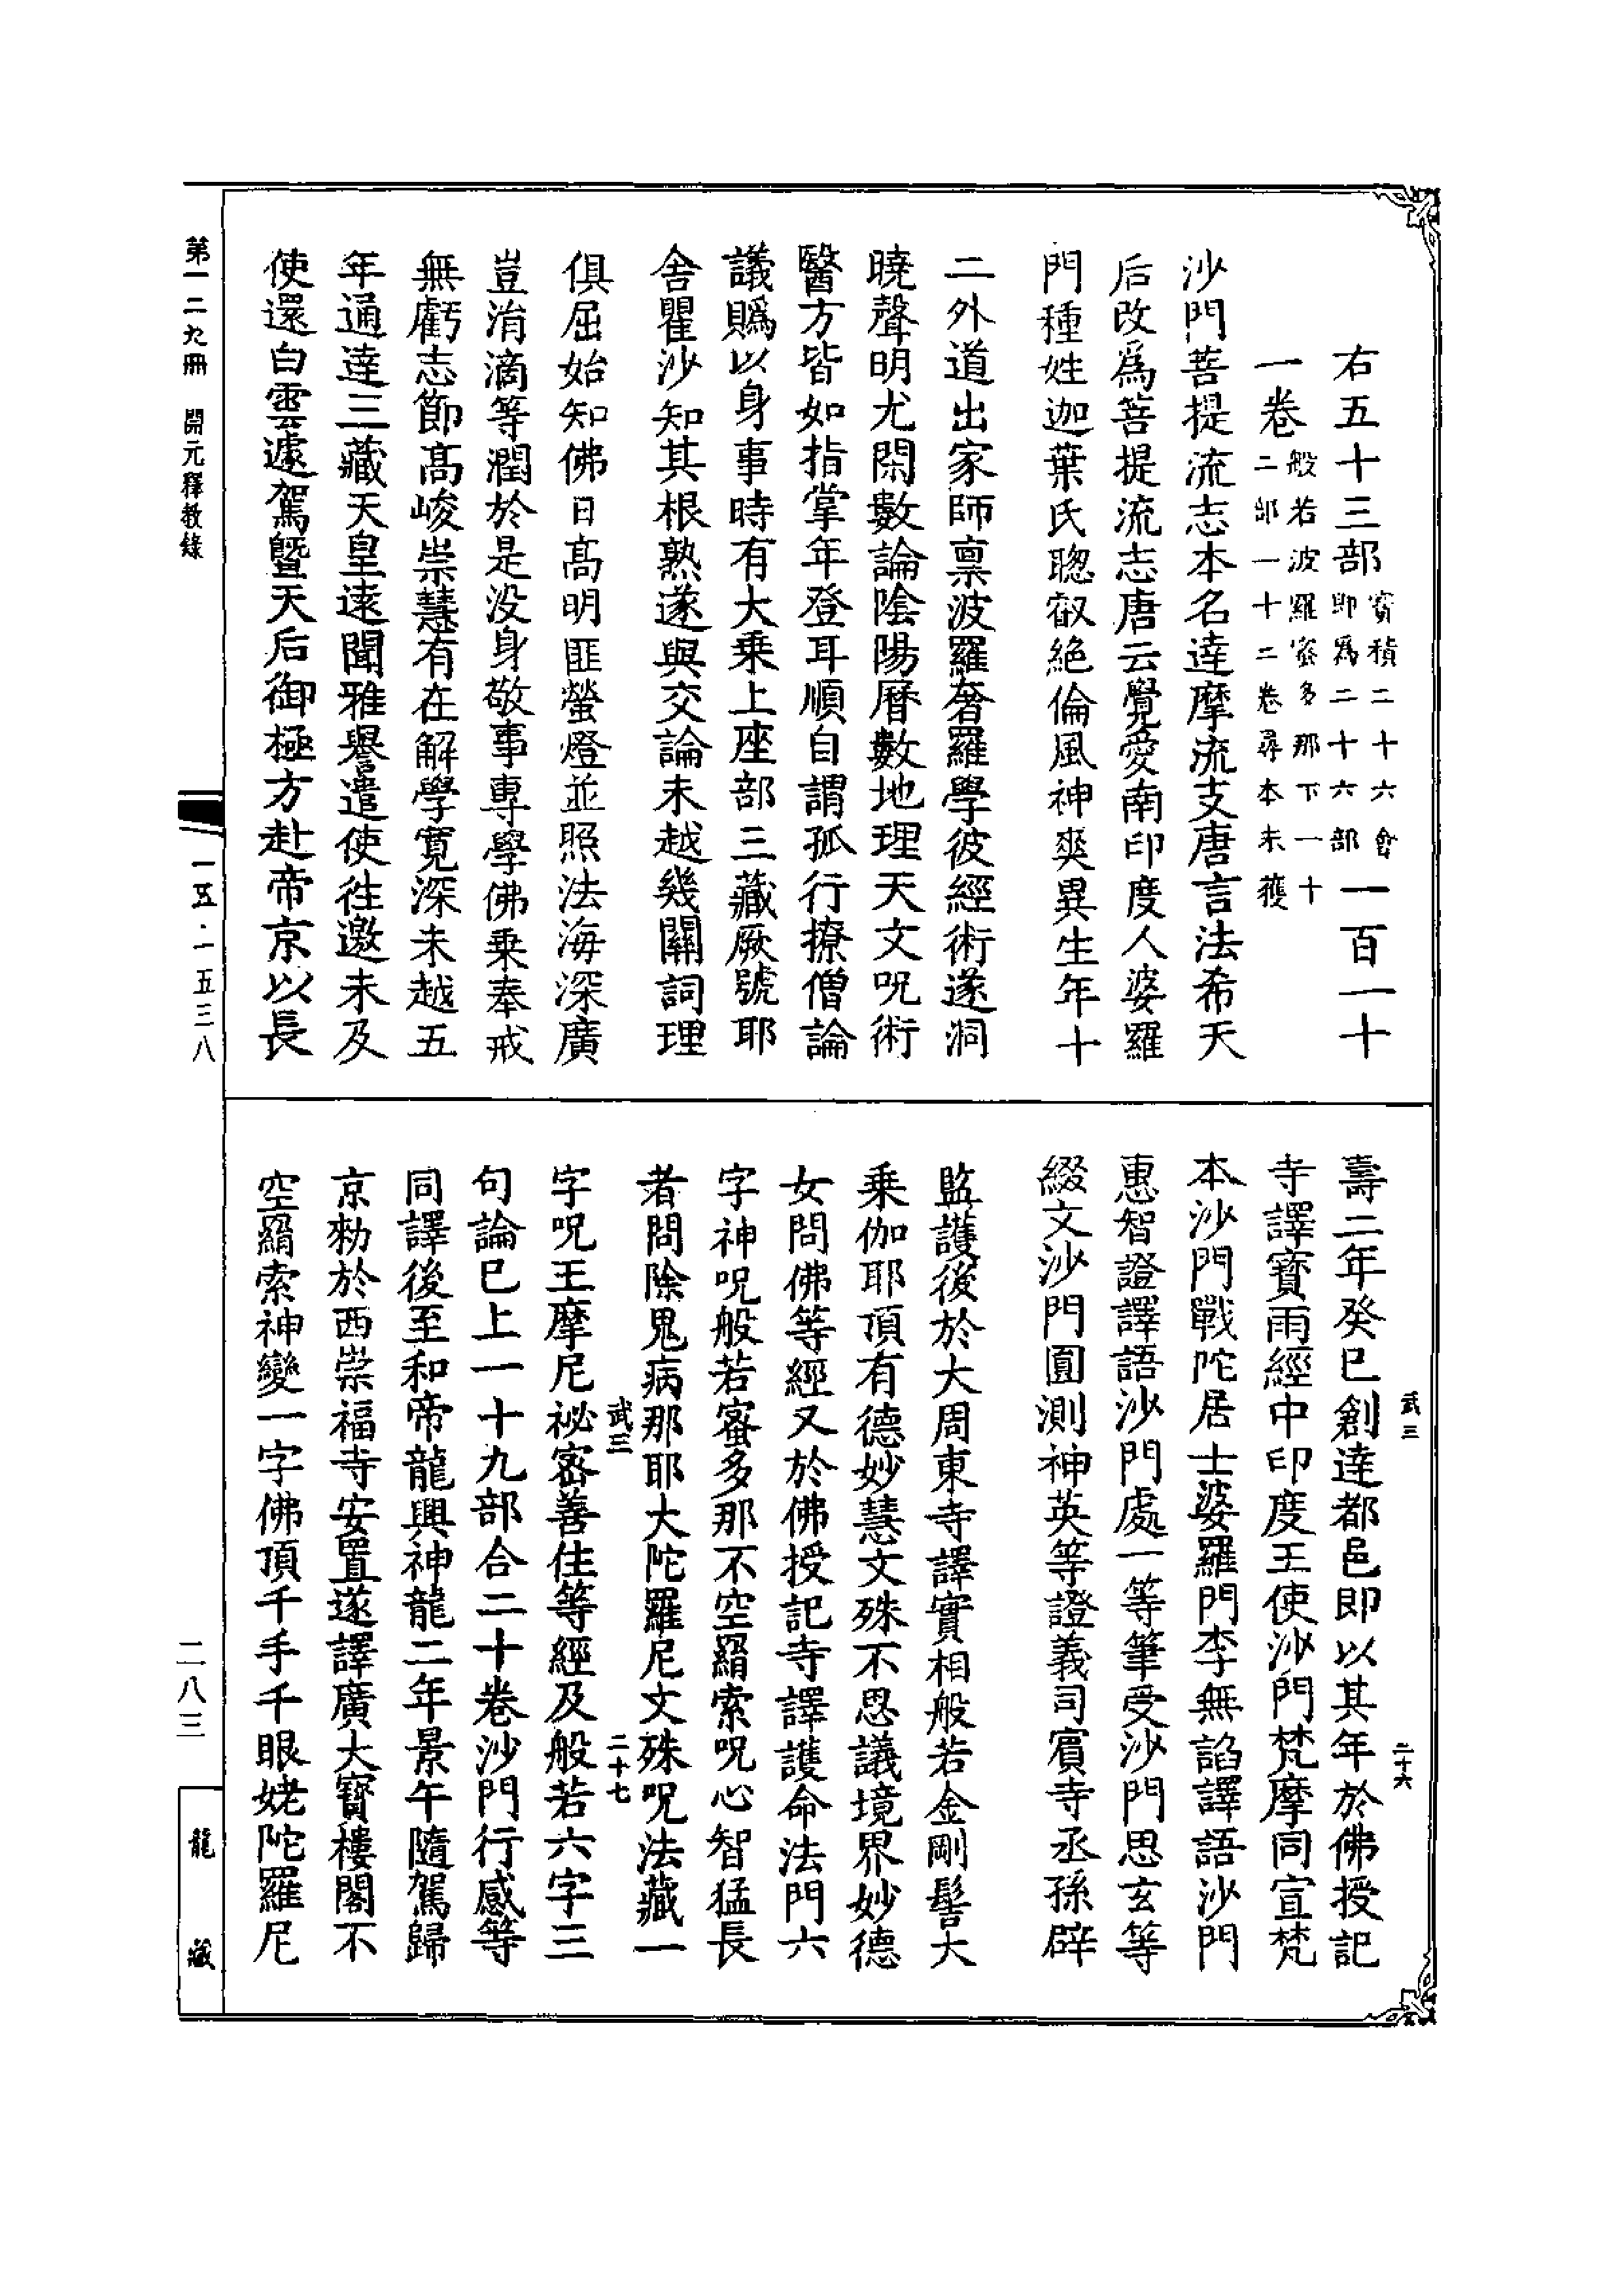 右五十三部寶積二十六會即爲二十六部一百一十
一卷般若波羅蜜多那下一十二部一十二卷尋本未獲
沙門菩提流志本名達摩流支唐言法希天
后改爲菩提流志唐云覺愛南印度人婆羅
門種姓迦葉氏聰叡絶倫風神爽異生年十
二外道出家師稟波羅奢羅學彼經術遂洞
曉聲明尤閑數論陰陽曆數地理天文呪術
醫方皆如指掌年登耳順自謂孤行撩僧論
議貶以身事時有大乗上座部三藏厥號耶
舍瞿沙知其根熟遂與交論未越幾關詞理
俱屈始知佛日髙明匪螢燈並照法海深廣
豈涓滴等潤於是没身敬事專學佛乗奉戒
無虧志節髙峻崇慧有在解學寛深未越五
年通達三藏天皇逺聞雅譽遣使往邀未及
使還白雲遽駕暨天后御極方赴帝京以長
壽二年癸巳創達都邑即以其年於佛授記
寺譯寶雨經中印度王使沙門梵摩同宣梵
本沙門戰陀居士婆羅門李無諂譯語沙門
惠智證譯語沙門處一等筆受沙門思玄等
綴文沙門圓測神英等證義司賔寺丞孫辟
監護後於大周東寺譯實相般若金剛髻大
乗伽耶頂有德妙慧文殊不思議境界妙德
女問佛等經又於佛授記寺譯護命法門六
字神呪般若蜜多那不空羂索呪心智猛長
者問除鬼病那耶大陀羅尼文殊呪法藏一
字呪王摩尼祕密善住等經及般若六字三
句論已上一十九部合二十卷沙門行感等
同譯後至和帝龍興神龍二年景午隨駕歸
京勅於西崇福寺安置遂譯廣大寳樓閣不
空羂索神變一字佛頂千手千眼姥陀羅尼
武三
二十六
武三
二十七
第一二九冊 開元釋教錄
一五·一五三八
二八三
龍藏